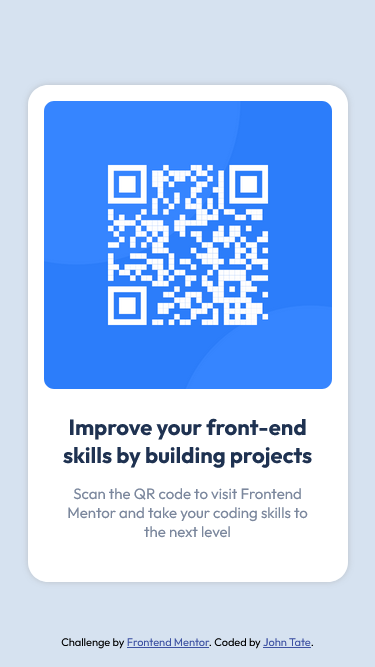 Improve your front-end
skills by building projects
Scan the QR code to visit Frontend
Mentor and take your coding skills to
the next level
Challenge by Frontend Mentor. Coded by John Tate.